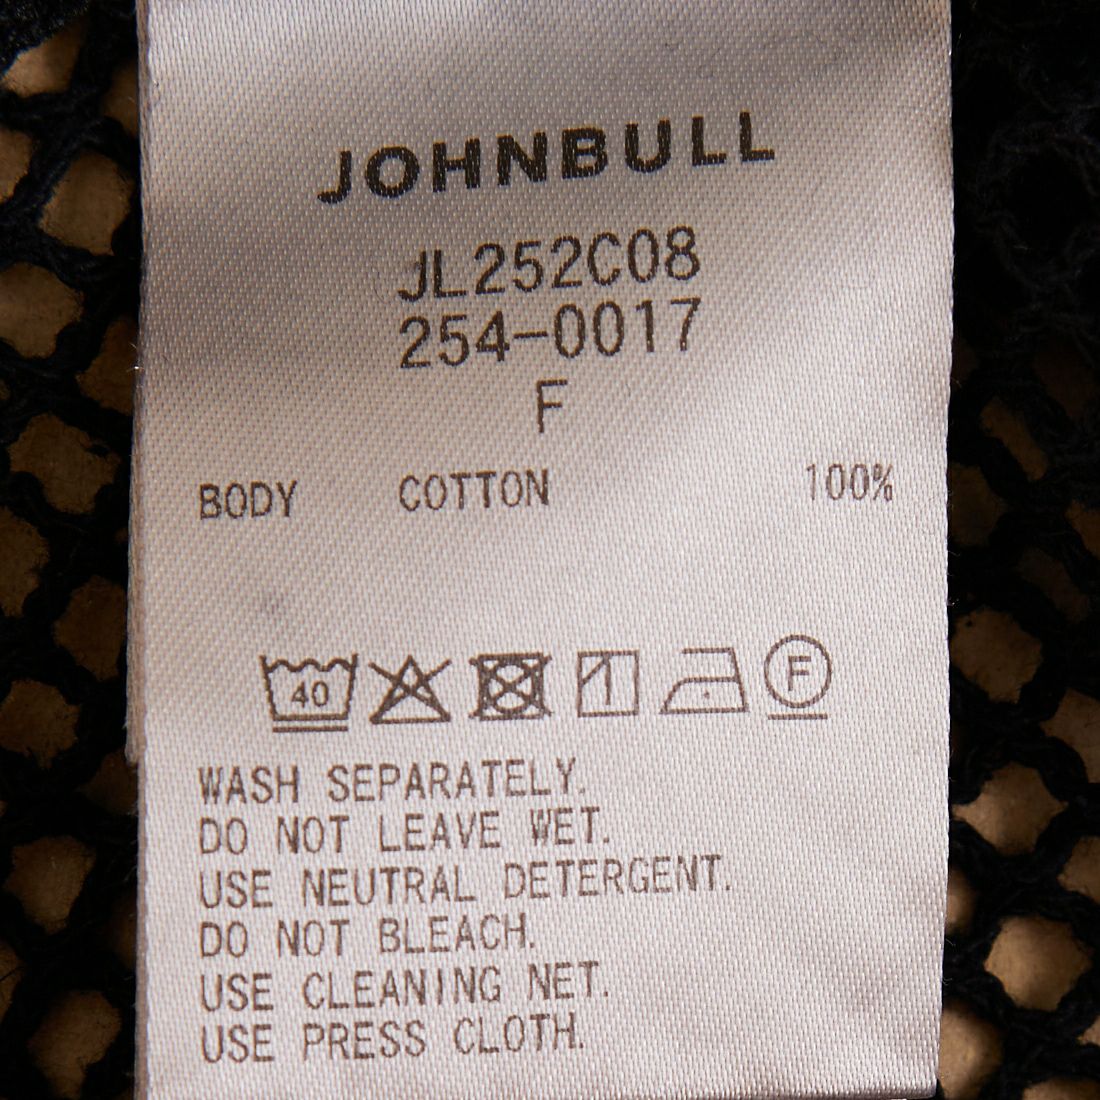 JOHNBULL
JL252C08
254-0017
F
BODY COTTON 100%
40 F
WASH SEPARATELY.
DO NOT LEAVE WET.
USE NEUTRAL DETERGENT.
DO NOT BLEACH.
USE CLEANING NET.
USE PRESS CLOTH.